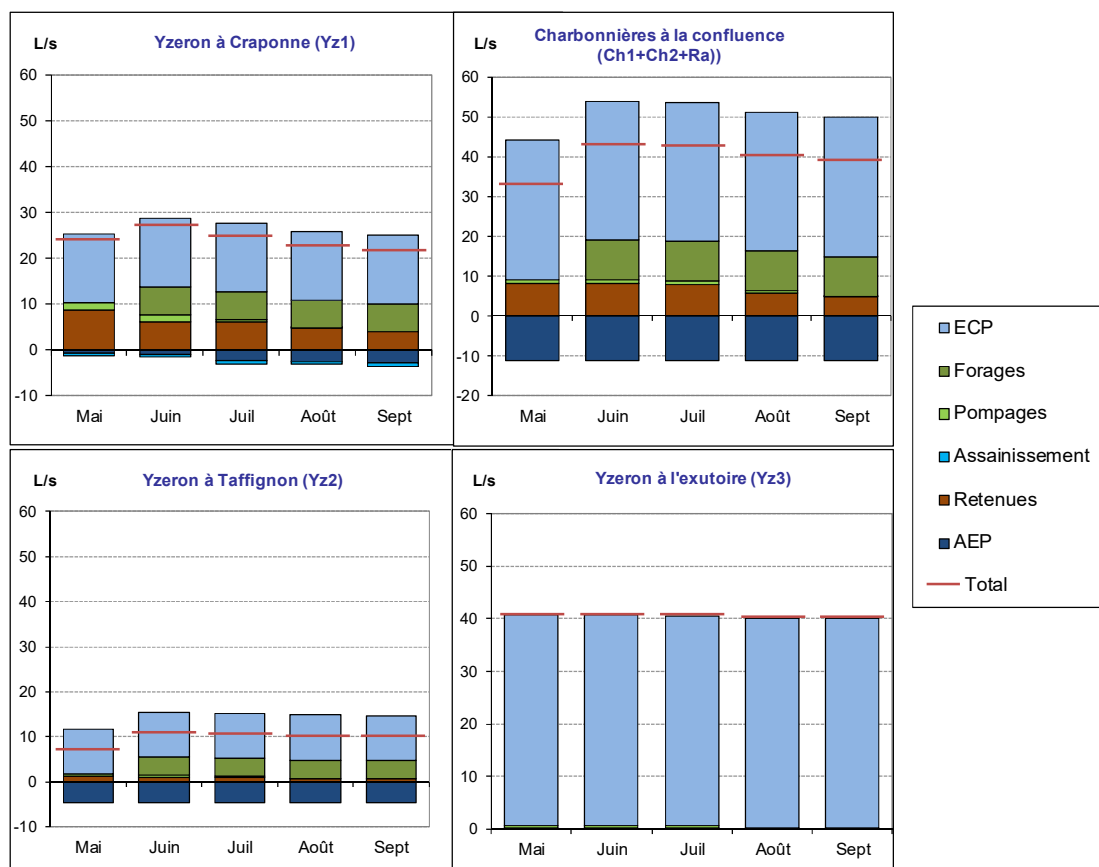 Yzeron à Craponne (Yz1)
L/s
60
50
40
30
20
10
0
-10
Mai Juin Juil Août Sept
Charbonnières à la confluence
(Ch1+Ch2+Ra))
L/s
60
50
40
30
20
10
0
-10
-20
Mai Juin Juil Août Sept
ECP
Forages
Pompages
Assainissement
Retenues
AEP
Total
Yzeron à Taffignon (Yz2)
L/s
60
50
40
30
20
10
0
-10
Mai Juin Juil Août Sept
Yzeron à l'exutoire (Yz3)
L/s
60
50
40
30
20
10
0
Mai Juin Juil Août Sept